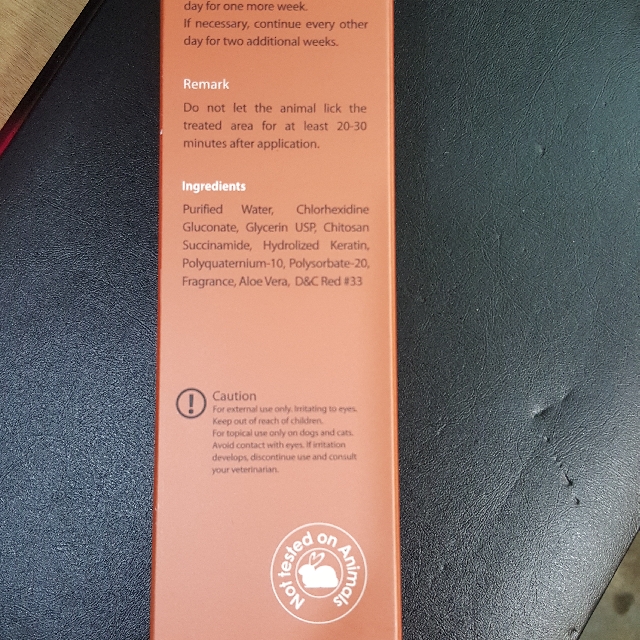 day for one more week.
If necessary, continue every other
day for two additional weeks.
Remark
Do not let the animal lick the
treated area for at least 20-30
minutes after application.
Ingredients
Purified Water, Chlorhexidine
Gluconate, Glycerin USP, Chitosan
Succinamide, Hydrolized Keratin,
Polyquaternium-10, Polysorbate-20,
Fragrance, Aloe Vera, D&C Red #33
Caution
For external use only. Irritating to eyes.
Keep out of reach of children.
For topical use only on dogs and cats.
Avoid contact with eyes. If irritation
develops, discontinue use and consult
your veterinarian.
Not tested on Animals